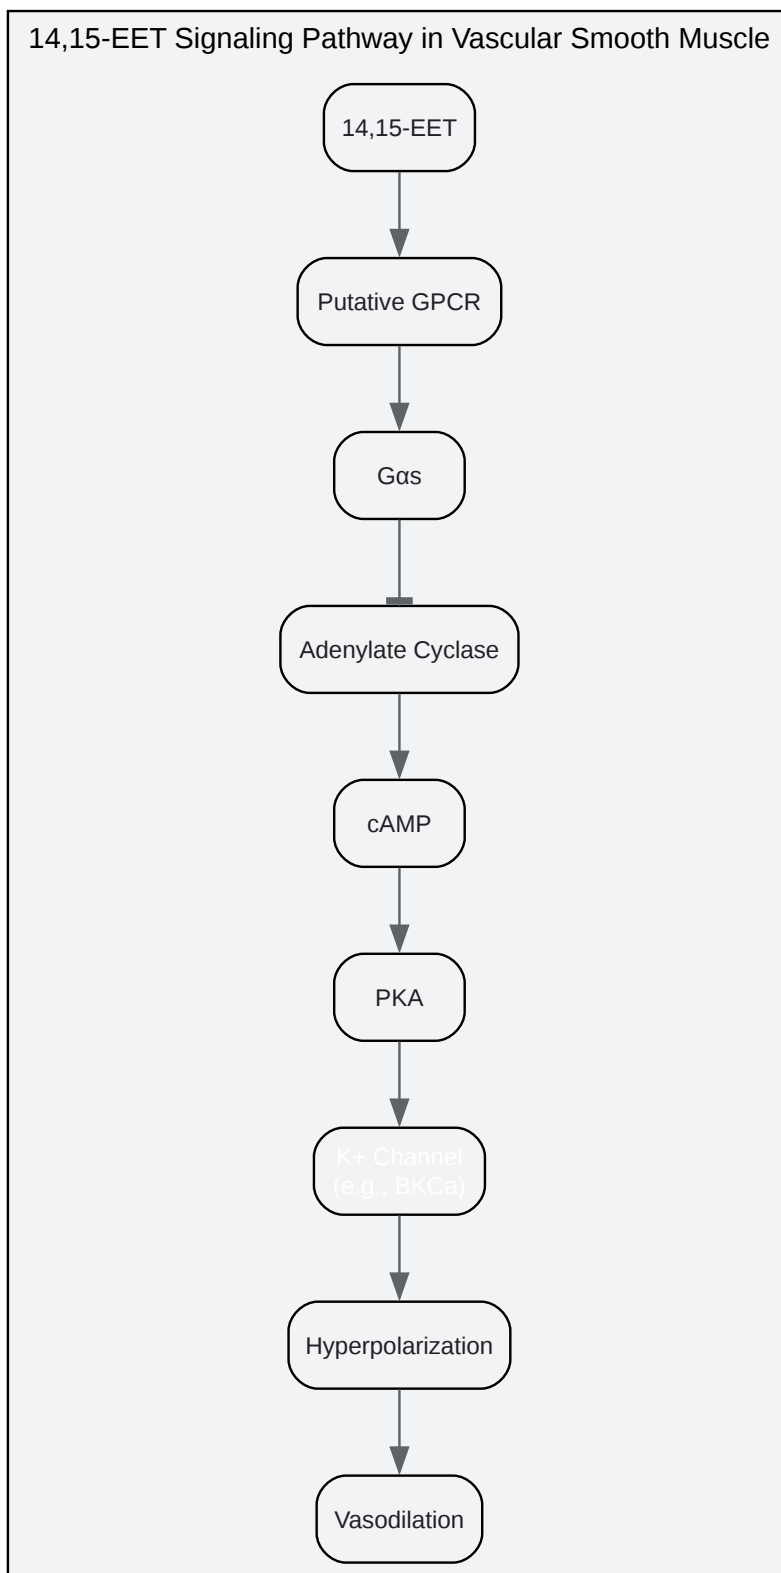 14,15-EET Signaling Pathway in Vascular Smooth Muscle
14,15-EET
Putative GPCR
Gαs
Adenylate Cyclase
cAMP
PKA
K+ Channel
(e.g., BKCa)
Hyperpolarization
Vasodilation